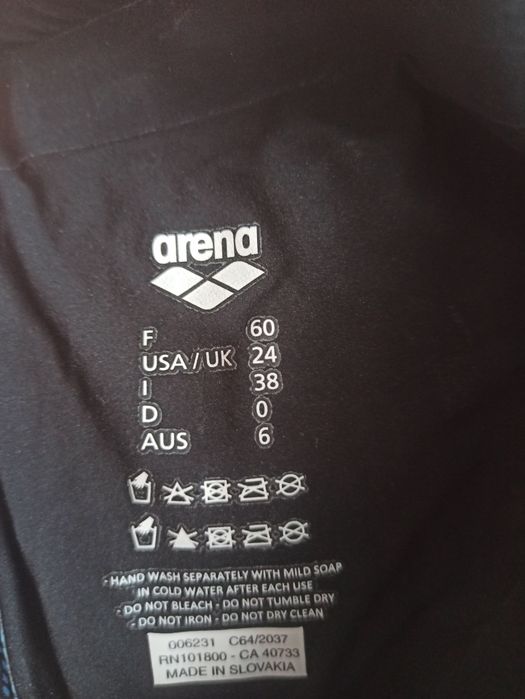 arena
F 60
USA / UK 24
I 38
D 0
AUS 6
- HAND WASH SEPARATELY WITH MILD SOAP
IN COLD WATER AFTER EACH USE
- DO NOT BLEACH - DO NOT TUMBLE DRY
- DO NOT IRON - DO NOT DRY CLEAN
006231 C64/2037
RN101800 - CA 40733
MADE IN SLOVAKIA